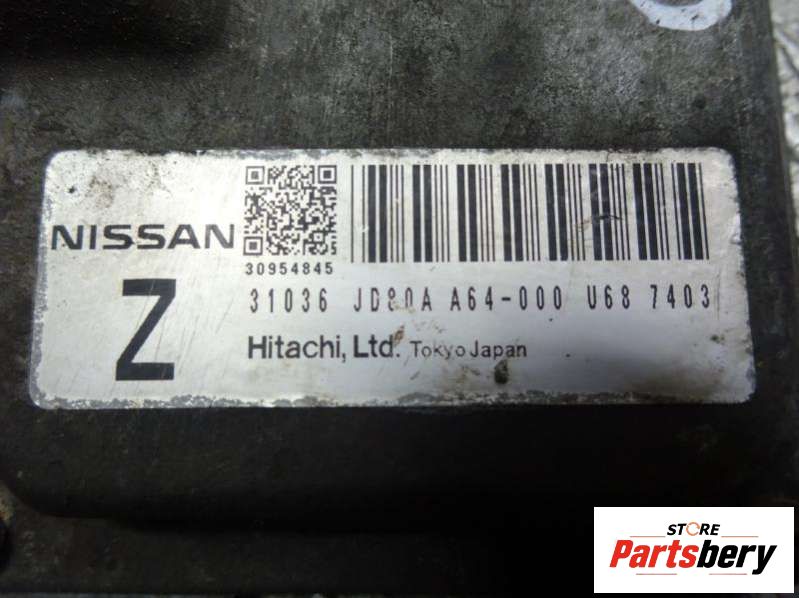 NISSAN
30954845
Z
31036 JD80A A64-000 U68 7403
Hitachi, Ltd. Tokyo Japan
STORE
Partsbery